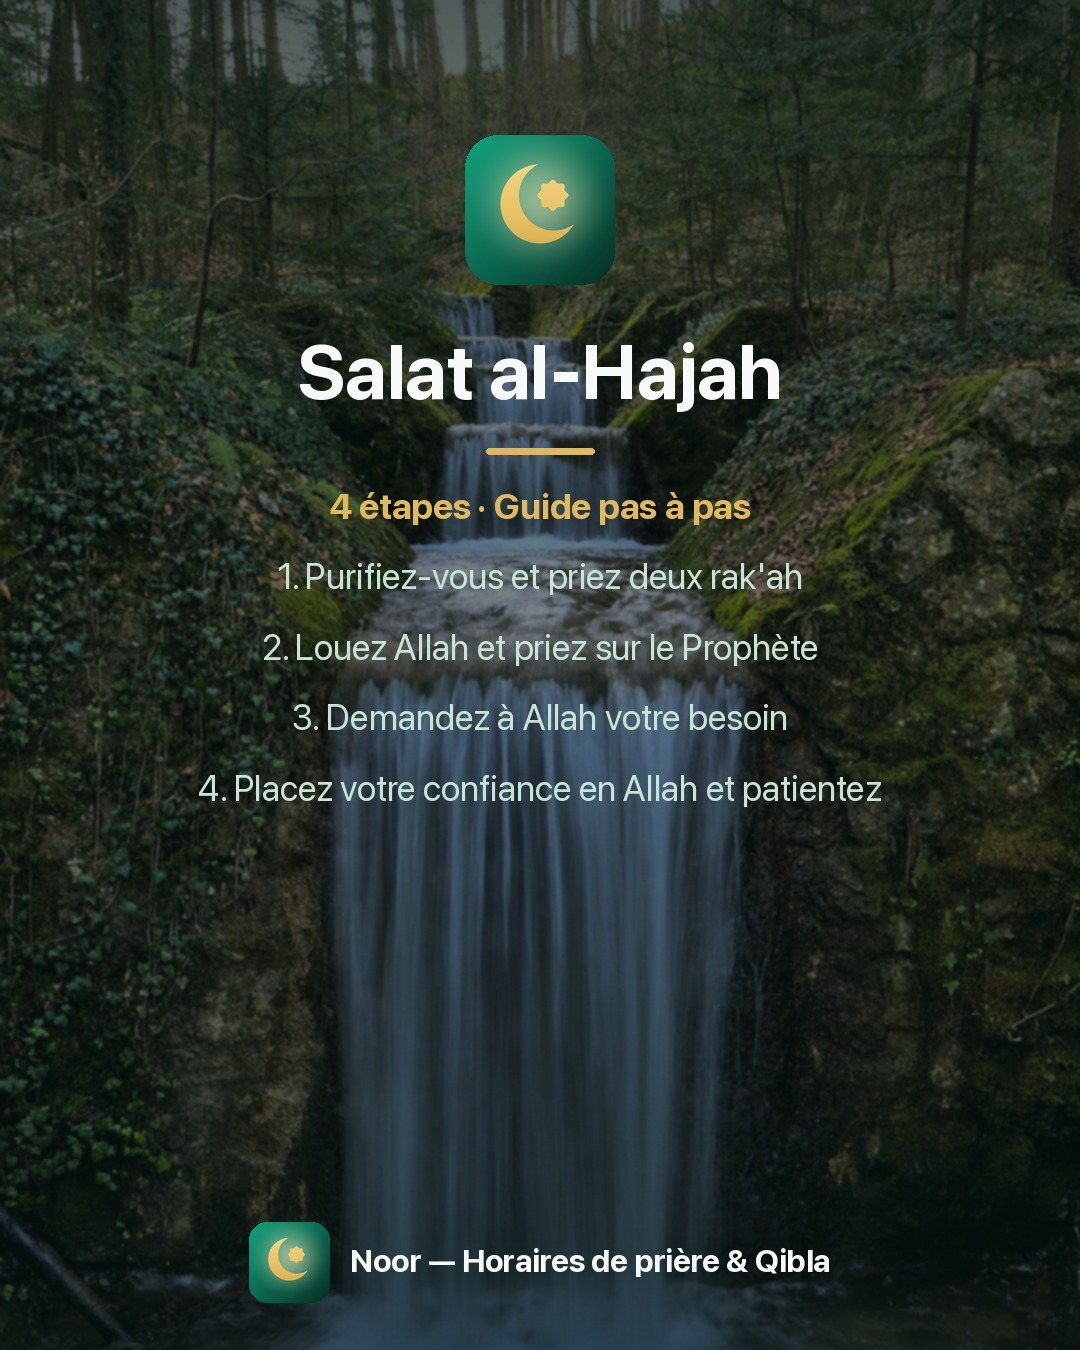 Salat al-Hajah
4 étapes · Guide pas à pas
1. Purifiez-vous et priez deux rak'ah
2. Louez Allah et priez sur le Prophète
3. Demandez à Allah votre besoin
4. Placez votre confiance en Allah et patientez
Noor — Horaires de prière & Qibla